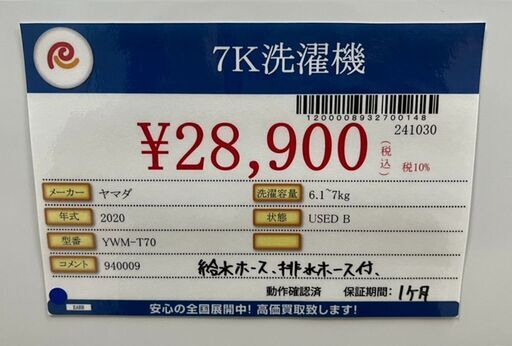 7K洗濯機
1200008932700148
241030
¥28,900
(税込)
税10%
メーカー ヤマダ
洗濯容量 6.1~7kg
年式 2020
状態 USED B
型番 YWM-T70
コメント 940009
給水ホース、排水ホース付、
動作確認済 保証期間: 1ヶ月
安心の全国展開中! 高価買取致します!